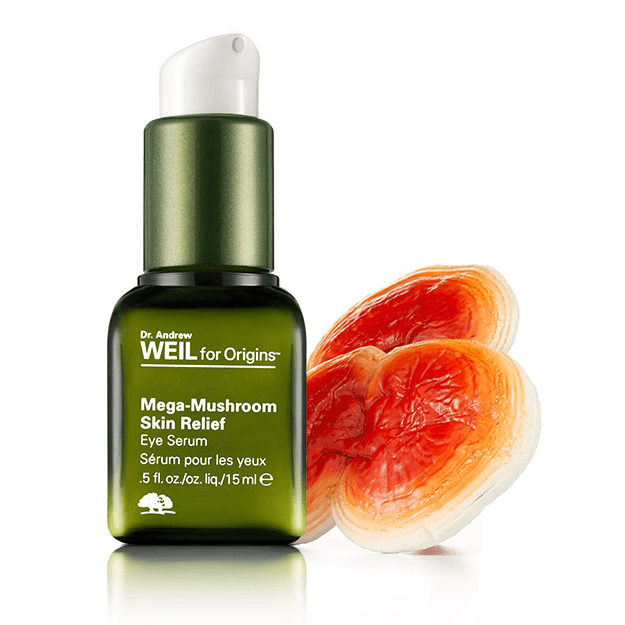 Dr. Andrew
WEIL for Origins™
Mega-Mushroom
Skin Relief
Eye Serum
Sérum pour les yeux
.5 fl. oz./oz. liq./15 ml ℮